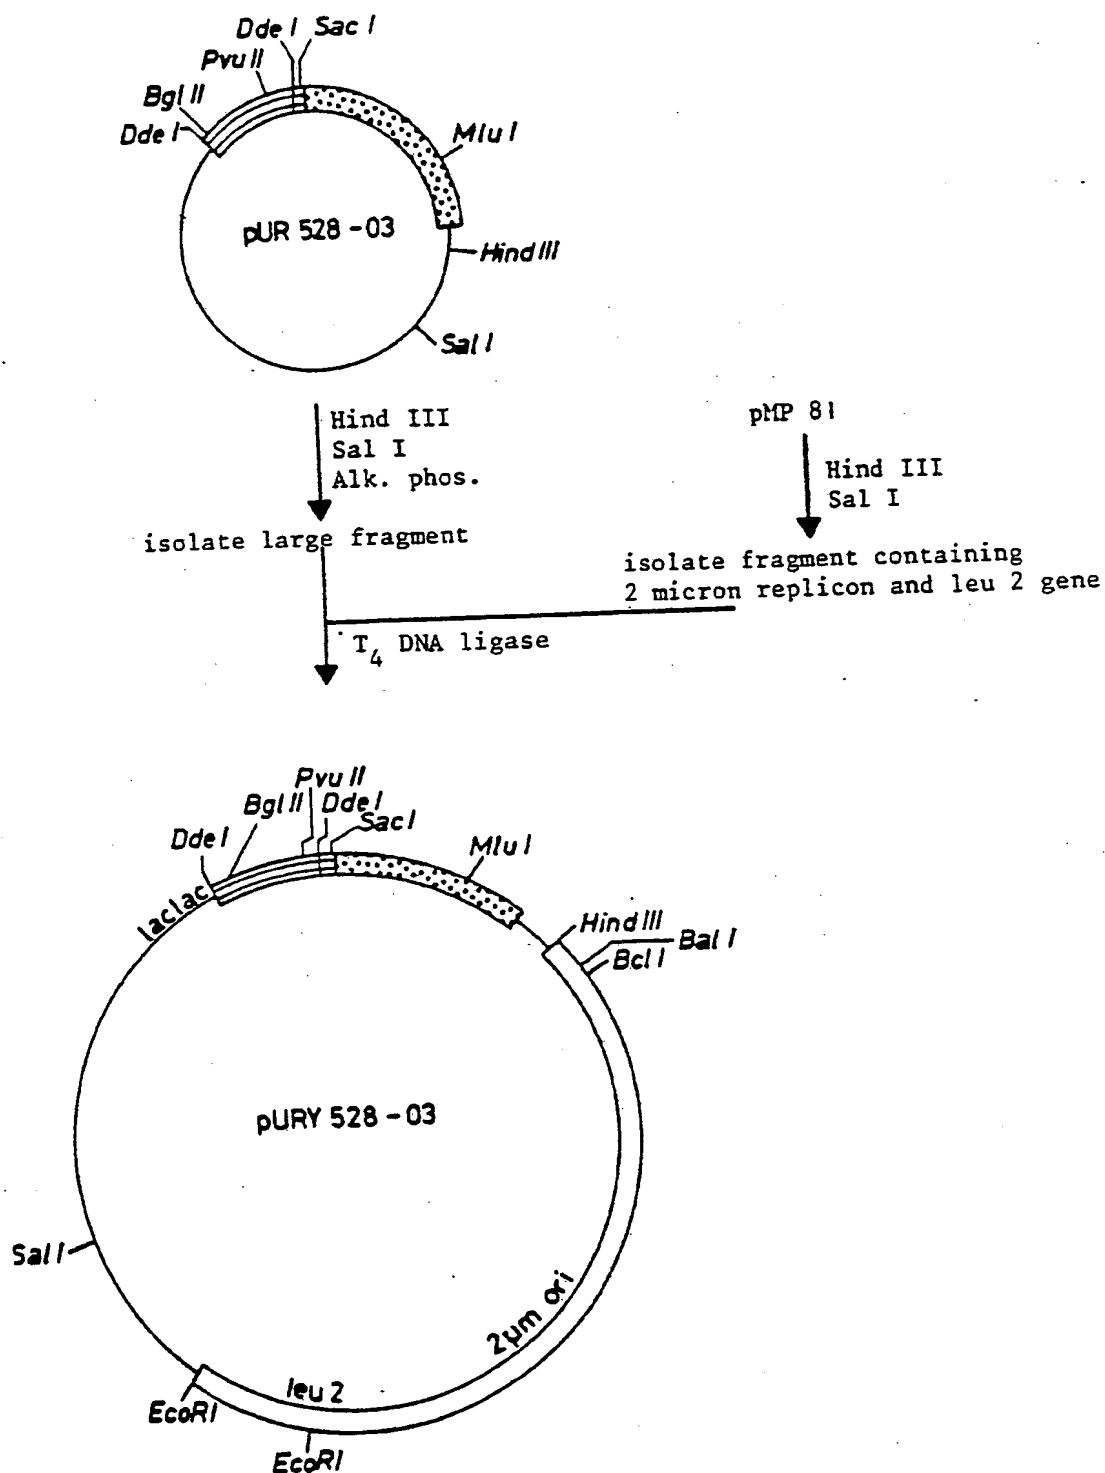 Dde I Sac I
Pvu II
Bgl II
Dde I
Mlu I
pUR 528-03
Hind III
Sal I
Hind III
Sal I
Alk. phos.
pMP 81
Hind III
Sal I
isolate large fragment
isolate fragment containing
2 micron replicon and leu 2 gene
T4 DNA ligase
Pvu II
Bgl II Dde I
Dde I Sac I
Mlu I
laclac
Hind III
Bal I
Bcl I
pURY 528-03
Sal I
2µm ori
leu 2
EcoRI
EcoRI